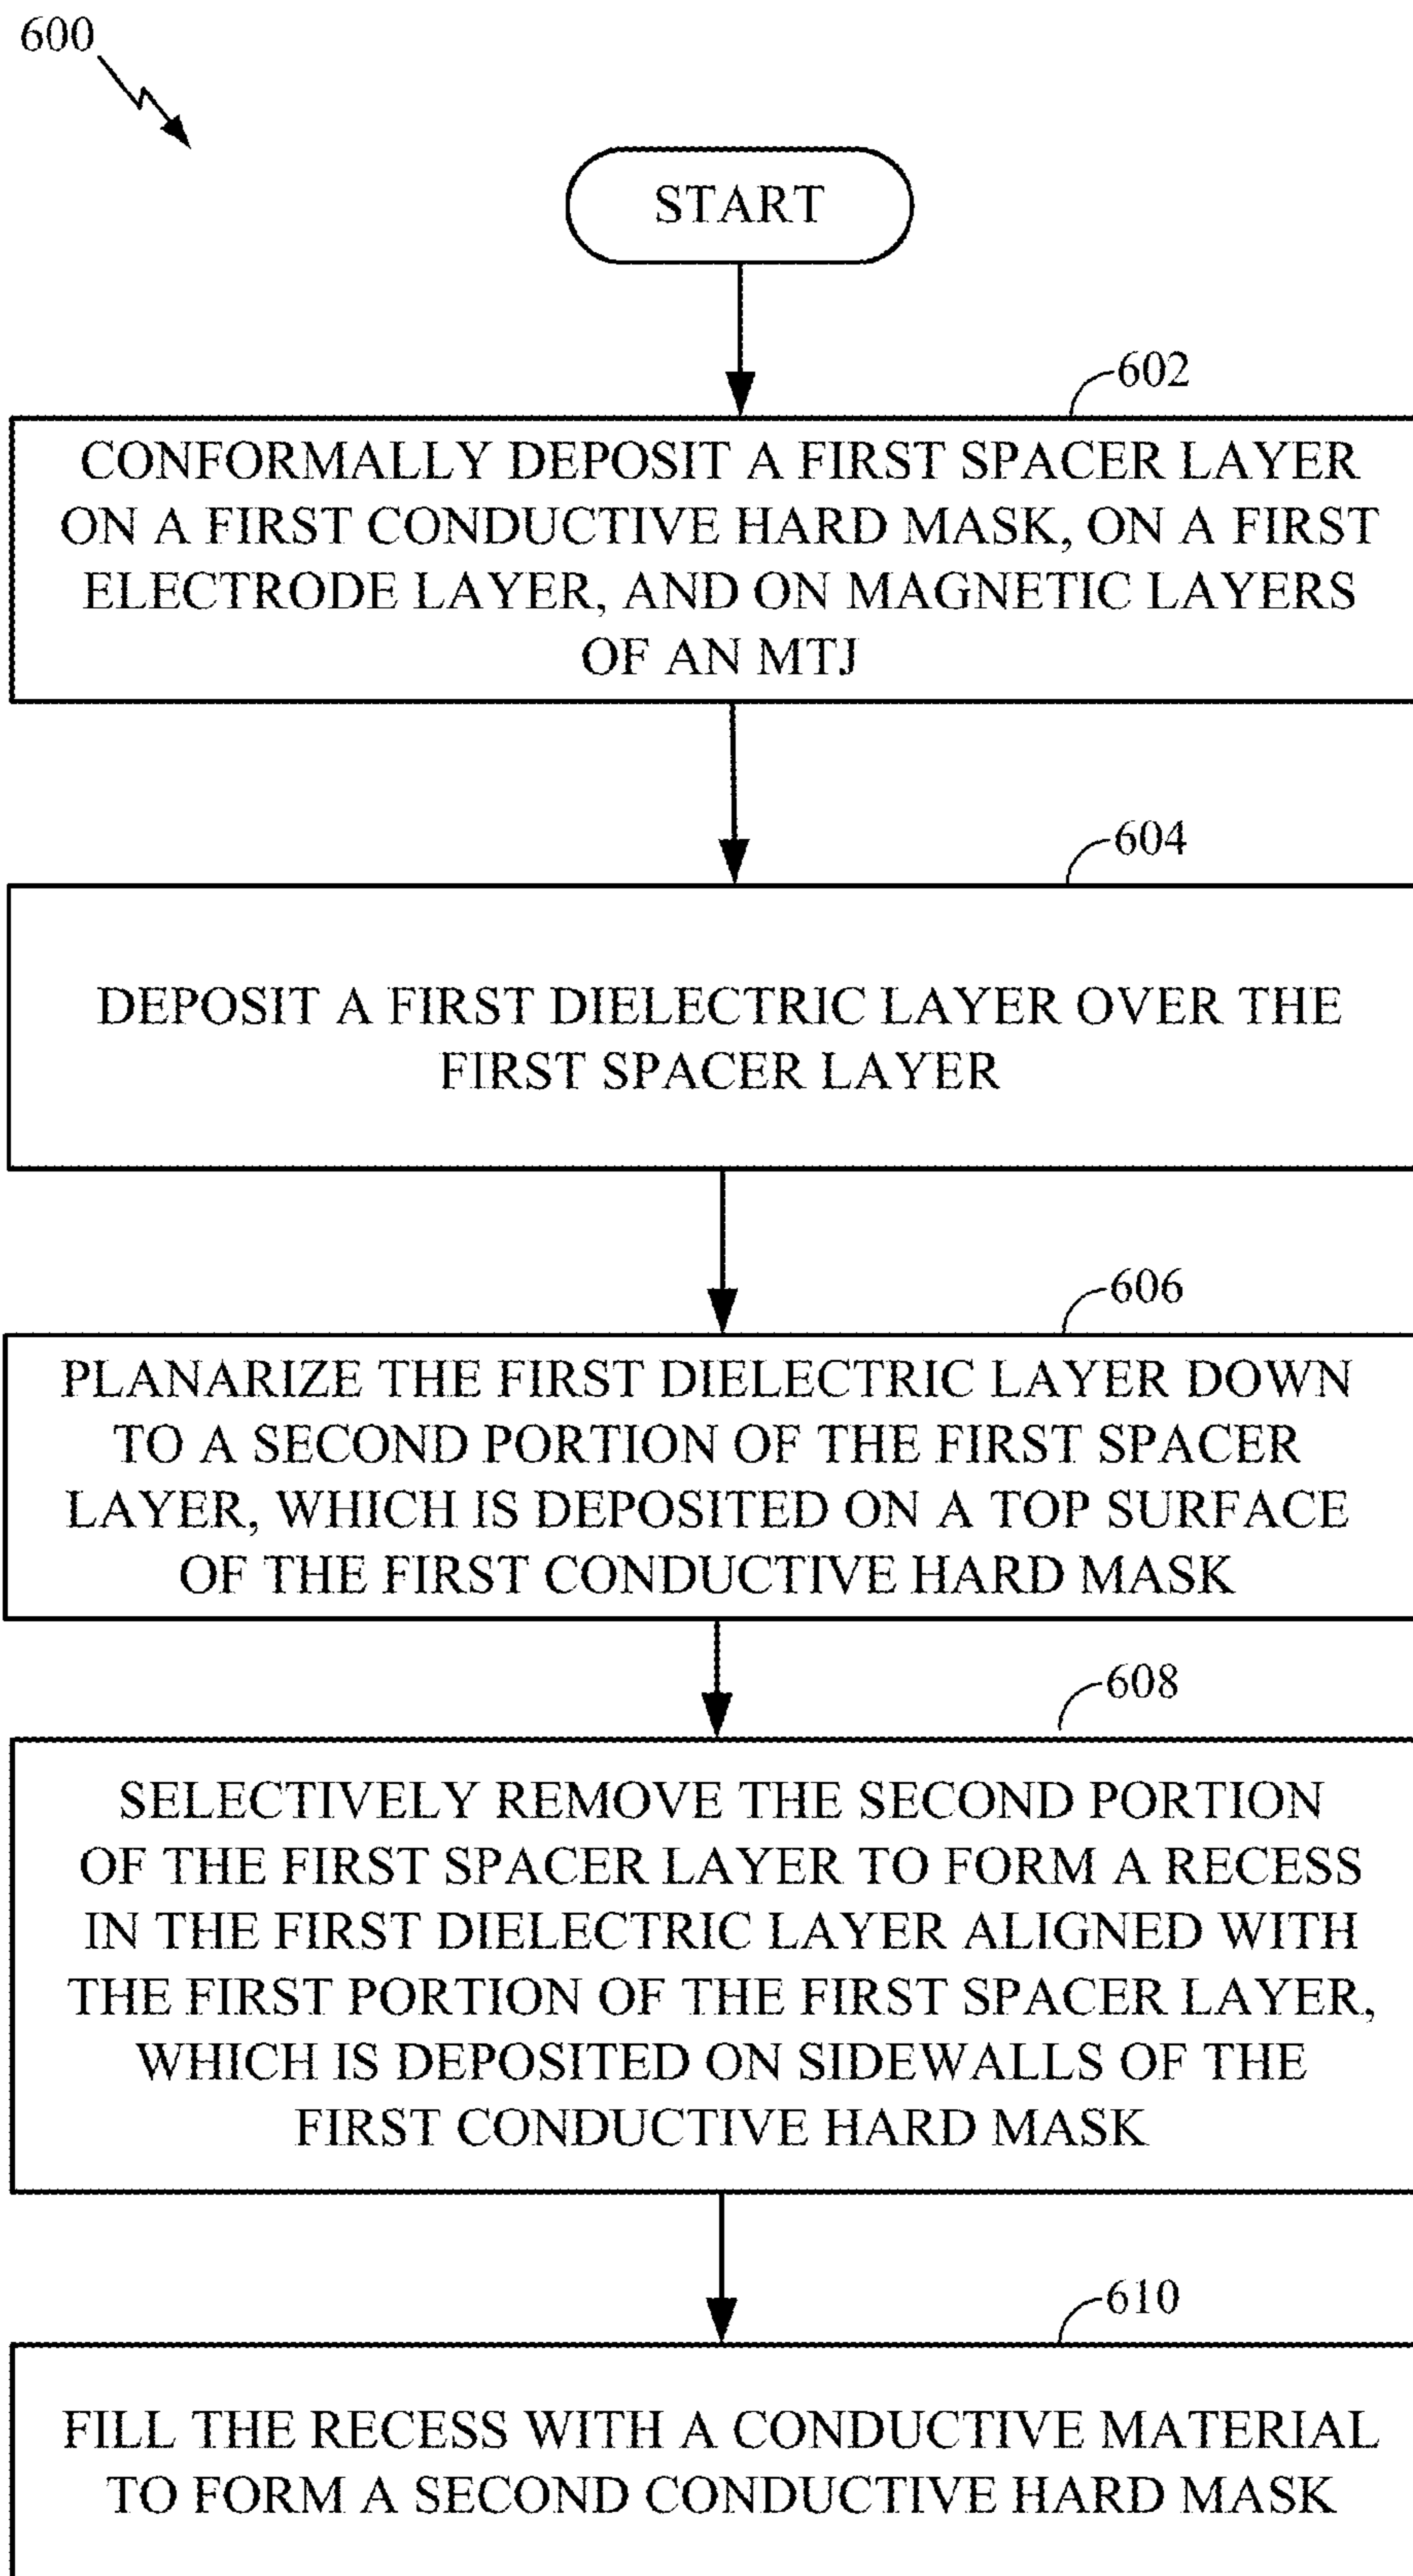 600
START
602
CONFORMALLY DEPOSIT A FIRST SPACER LAYER
ON A FIRST CONDUCTIVE HARD MASK, ON A FIRST
ELECTRODE LAYER, AND ON MAGNETIC LAYERS
OF AN MTJ
604
DEPOSIT A FIRST DIELECTRIC LAYER OVER THE
FIRST SPACER LAYER
606
PLANARIZE THE FIRST DIELECTRIC LAYER DOWN
TO A SECOND PORTION OF THE FIRST SPACER
LAYER, WHICH IS DEPOSITED ON A TOP SURFACE
OF THE FIRST CONDUCTIVE HARD MASK
608
SELECTIVELY REMOVE THE SECOND PORTION
OF THE FIRST SPACER LAYER TO FORM A RECESS
IN THE FIRST DIELECTRIC LAYER ALIGNED WITH
THE FIRST PORTION OF THE FIRST SPACER LAYER,
WHICH IS DEPOSITED ON SIDEWALLS OF THE
FIRST CONDUCTIVE HARD MASK
610
FILL THE RECESS WITH A CONDUCTIVE MATERIAL
TO FORM A SECOND CONDUCTIVE HARD MASK